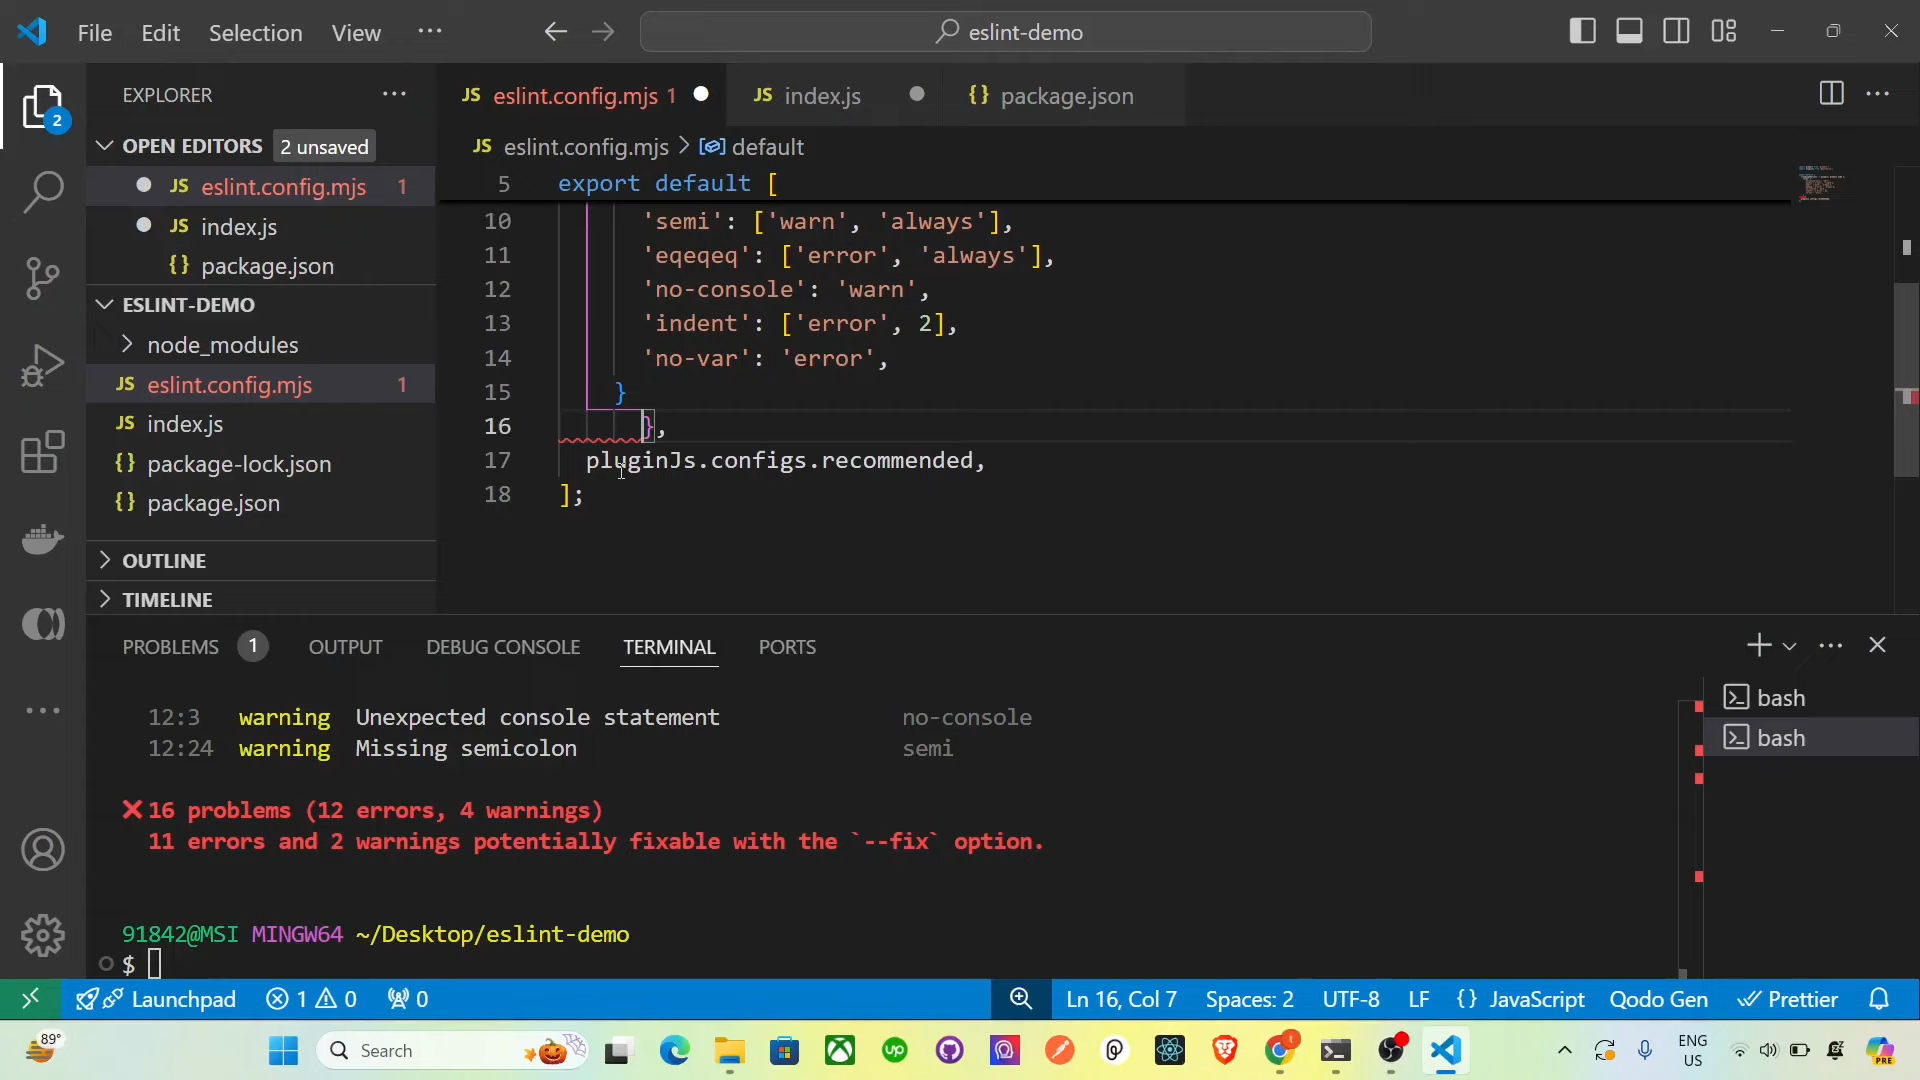 File Edit Selection View ···
eslint-demo
EXPLORER ···
JS eslint.config.mjs 1
JS index.js
{} package.json
2
OPEN EDITORS 2 unsaved
JS eslint.config.mjs 1
JS index.js
{} package.json
ESLINT-DEMO
node_modules
JS eslint.config.mjs 1
JS index.js
{} package-lock.json
{} package.json
OUTLINE
TIMELINE
JS eslint.config.mjs > default
5 export default [
10 'semi': ['warn', 'always'],
11 'eqeqeq': ['error', 'always'],
12 'no-console': 'warn',
13 'indent': ['error', 2],
14 'no-var': 'error',
15 }
16 },
17 pluginJs.configs.recommended,
18 ];
PROBLEMS 1 OUTPUT DEBUG CONSOLE TERMINAL PORTS
12:3 warning Unexpected console statement no-console
12:24 warning Missing semicolon semi
16 problems (12 errors, 4 warnings)
11 errors and 2 warnings potentially fixable with the `--fix` option.
91842@MSI MINGW64 ~/Desktop/eslint-demo
$
bash
bash
Launchpad 1 0 0
Ln 16, Col 7 Spaces: 2 UTF-8 LF {} JavaScript Qodo Gen Prettier
89°
Search
up
ENG
US
PRE